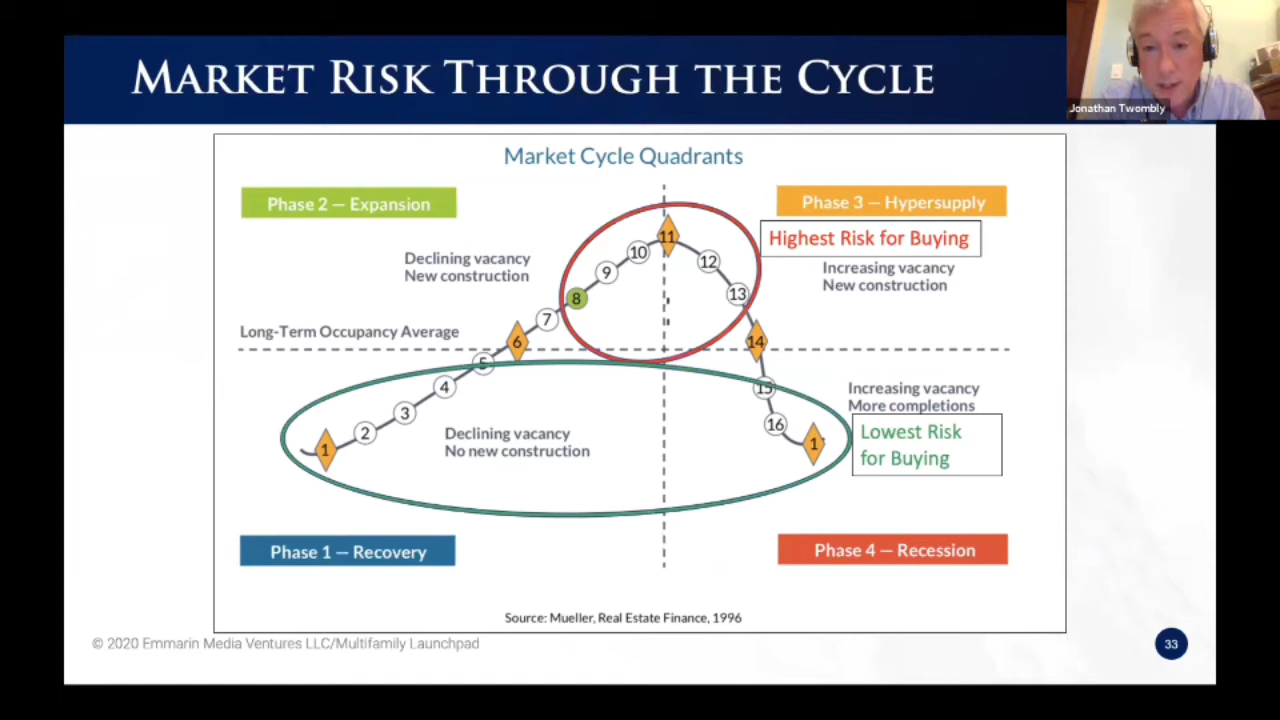 MARKET RISK THROUGH THE CYCLE
Jonathan Twombly
Market Cycle Quadrants
Phase 2 — Expansion
Phase 3 — Hypersupply
Highest Risk for Buying
Declining vacancy
New construction
Increasing vacancy
New construction
11
10
12
9
13
8
7
Long-Term Occupancy Average
6
14
5
4
15
Increasing vacancy
More completions
3
16
2
1
1
Declining vacancy
No new construction
Lowest Risk
for Buying
Phase 1 — Recovery
Phase 4 — Recession
Source: Mueller, Real Estate Finance, 1996
© 2020 Emmarin Media Ventures LLC/Multifamily Launchpad
33